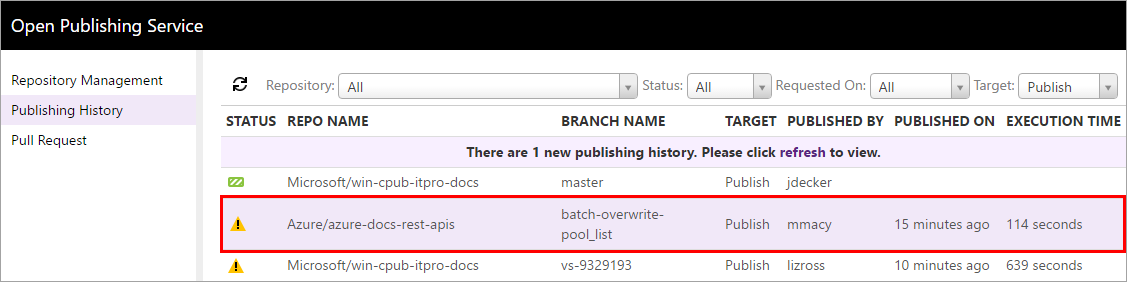 Open Publishing Service
Repository Management
Publishing History
Pull Request
Repository: All Status: All Requested On: All Target: Publish
STATUS REPO NAME BRANCH NAME TARGET PUBLISHED BY PUBLISHED ON EXECUTION TIME
There are 1 new publishing history. Please click refresh to view.
Microsoft/win-cpub-itpro-docs master Publish jdecker
Azure/azure-docs-rest-apis batch-overwrite- Publish mmacy 15 minutes ago 114 seconds
pool_list
Microsoft/win-cpub-itpro-docs vs-9329193 Publish lizross 10 minutes ago 639 seconds